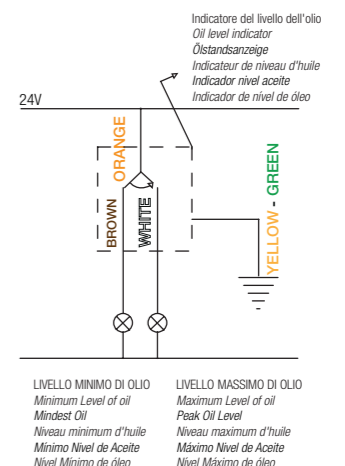 Indicatore del livello dell'olio
Oil level indicator
Ölstandsanzeige
Indicateur de niveau d'huile
Indicador nivel aceite
Indicador de nivel de óleo
24V
ORANGE
BROWN
WHITE
YELLOW - GREEN
LIVELLO MINIMO DI OLIO
Minimum Level of oil
Mindest Oil
Niveau minimum d'huile
Mínimo Nivel de Aceite
Nível Mínimo de óleo
LIVELLO MASSIMO DI OLIO
Maximum Level of oil
Peak Oil Level
Niveau maximum d'huile
Máximo Nivel de Aceite
Nível Máximo de óleo